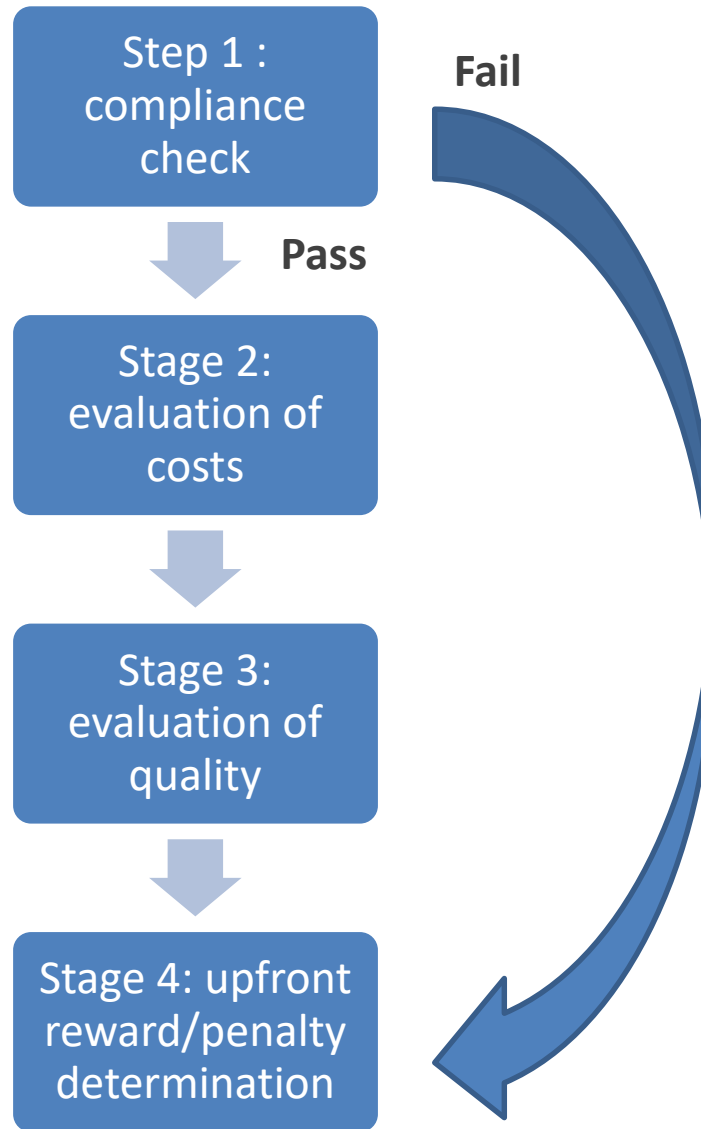 Step 1 :
compliance
check
Fail
Pass
Stage 2:
evaluation of
costs
Stage 3:
evaluation of
quality
Stage 4: upfront
reward/penalty
determination